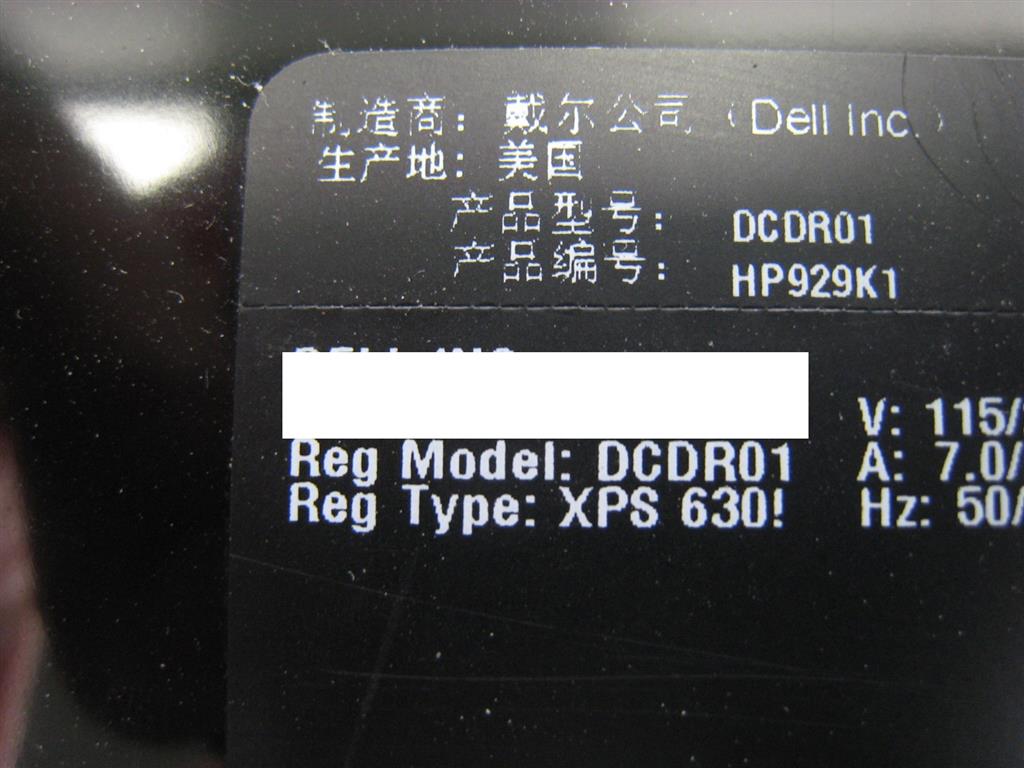 制造商: 戴尔公司 (Dell Inc )
生产地: 美国
产品型号: DCDR01
产品编号: HP929K1
Reg Model: DCDR01
Reg Type: XPS 630!
V: 115/
A: 7.0/
Hz: 50/